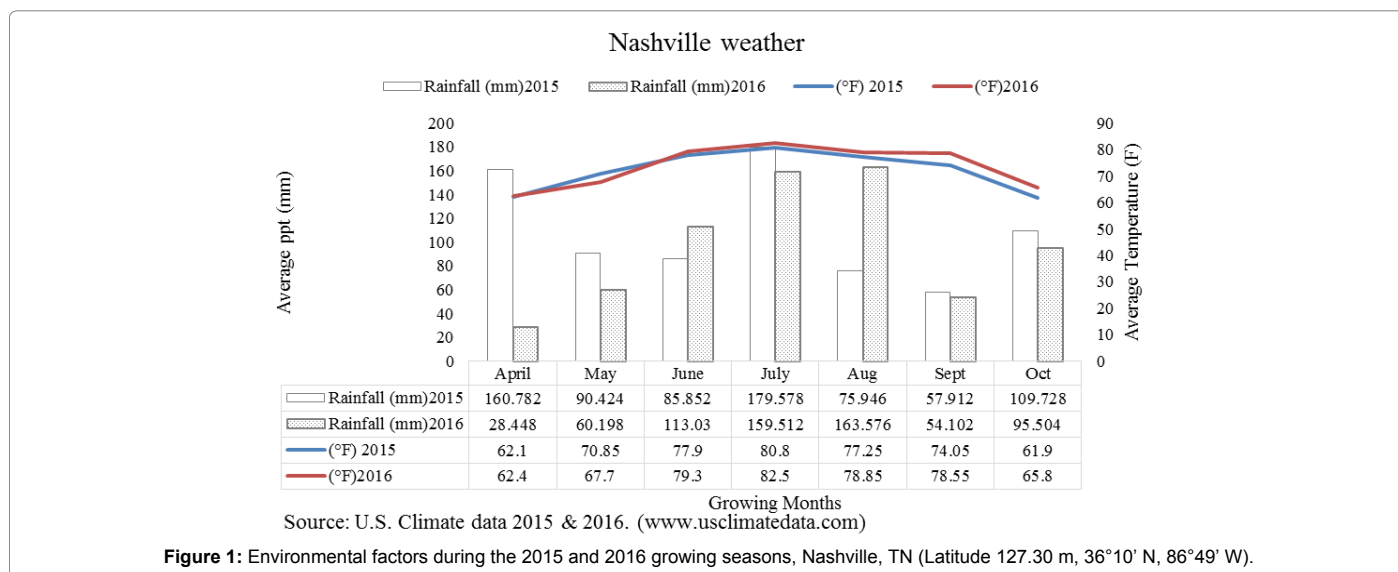 Nashville weather
Rainfall (mm)2015 Rainfall (mm)2016 (°F) 2015 (°F)2016
Average ppt (mm)
200
180
160
140
120
100
80
60
40
20
0
90
80
70
60
50
40
30
20
10
0
Average Temperature (F)
April May June July Aug Sept Oct
Rainfall (mm)2015 160.782 90.424 85.852 179.578 75.946 57.912 109.728
Rainfall (mm)2016 28.448 60.198 113.03 159.512 163.576 54.102 95.504
(°F) 2015 62.1 70.85 77.9 80.8 77.25 74.05 61.9
(°F)2016 62.4 67.7 79.3 82.5 78.85 78.55 65.8
Growing Months
Source: U.S. Climate data 2015 & 2016. (www.usclimatedata.com)
Figure 1: Environmental factors during the 2015 and 2016 growing seasons, Nashville, TN (Latitude 127.30 m, 36°10’ N, 86°49’ W).